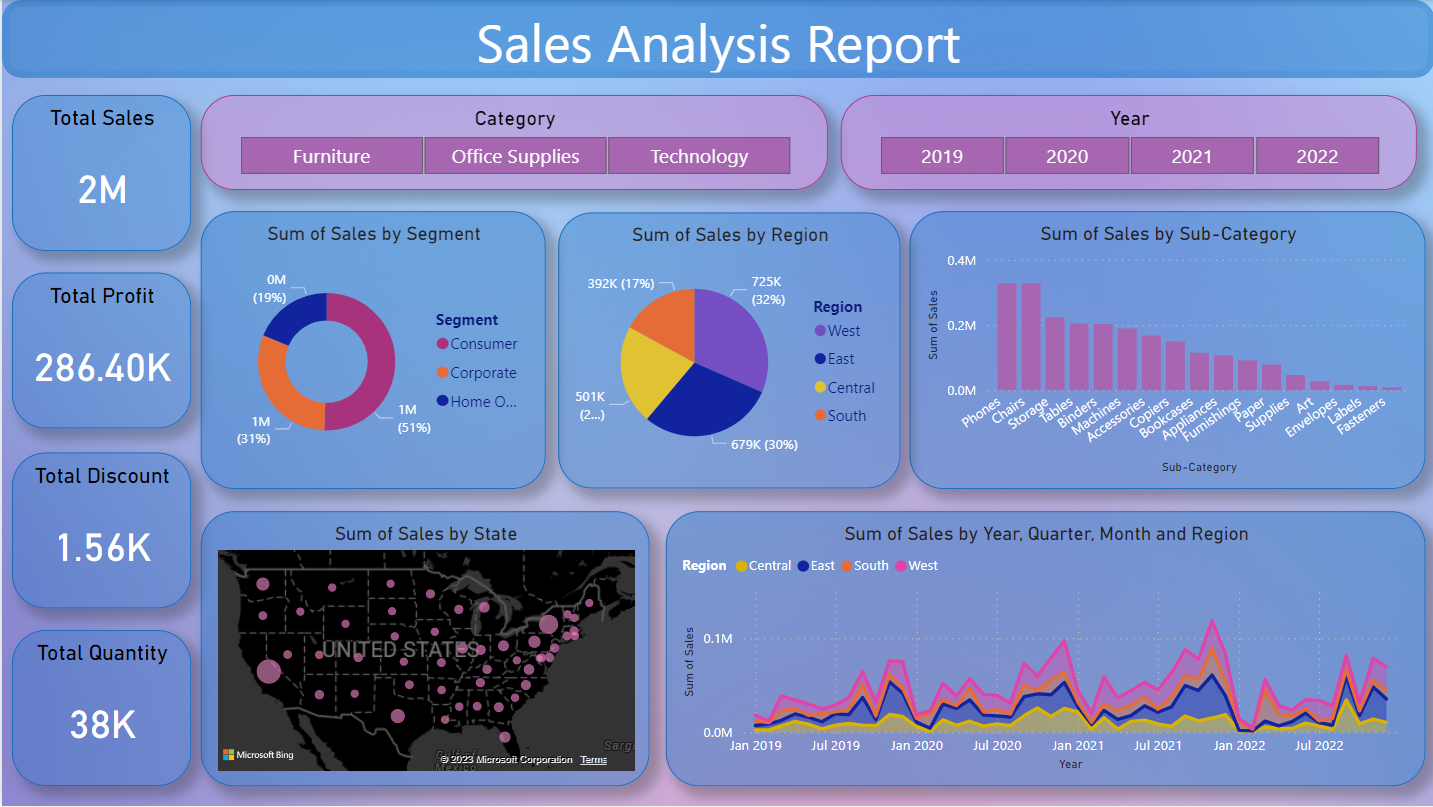 Sales Analysis Report
Total Sales
2M
Total Profit
286.40K
Total Discount
1.56K
Total Quantity
38K
Category
Furniture
Office Supplies
Technology
Year
2019
2020
2021
2022
Sum of Sales by Segment
0M
(19%)
1M
(31%)
1M
(51%)
Segment
Consumer
Corporate
Home O...
Sum of Sales by Region
392K (17%)
725K
(32%)
501K
(2...)
679K (30%)
Region
West
East
Central
South
Sum of Sales by Sub-Category
Sum of Sales
0.4M
0.2M
0.0M
Phones
Chairs
Storage
Tables
Binders
Machines
Accessories
Copiers
Bookcases
Appliances
Furnishings
Paper
Supplies
Art
Envelopes
Labels
Fasteners
Sub-Category
Sum of Sales by State
UNITED STATES
Gulf of
Mexico
Sarg
Microsoft Bing
© 2023 Microsoft Corporation Terms
Sum of Sales by Year, Quarter, Month and Region
Region Central East South West
Sum of Sales
0.1M
0.0M
Jan 2019
Jul 2019
Jan 2020
Jul 2020
Jan 2021
Jul 2021
Jan 2022
Jul 2022
Year